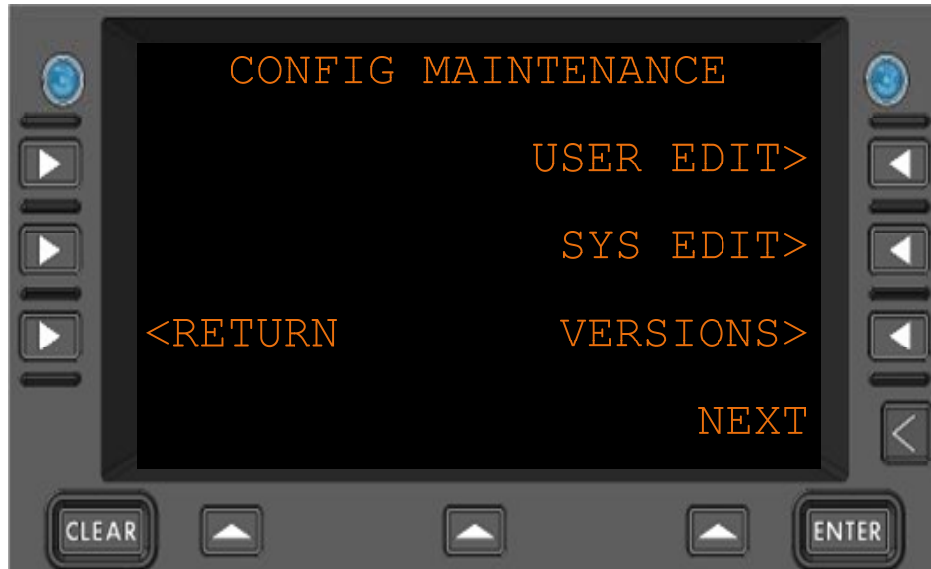 CONFIG MAINTENANCE
USER EDIT>
SYS EDIT>
<RETURN VERSIONS>
NEXT
CLEAR ENTER